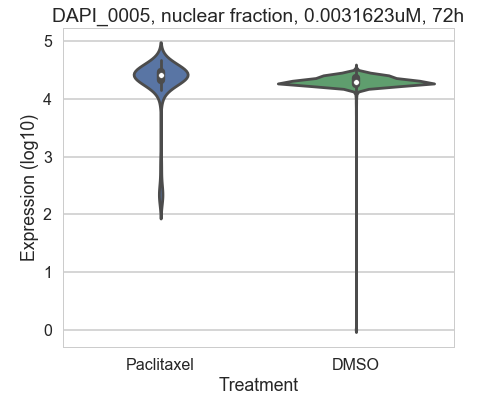 DAPI_0005, nuclear fraction, 0.0031623uM, 72h
5
4
3
2
1
0
Expression (log10)
Paclitaxel
DMSO
Treatment